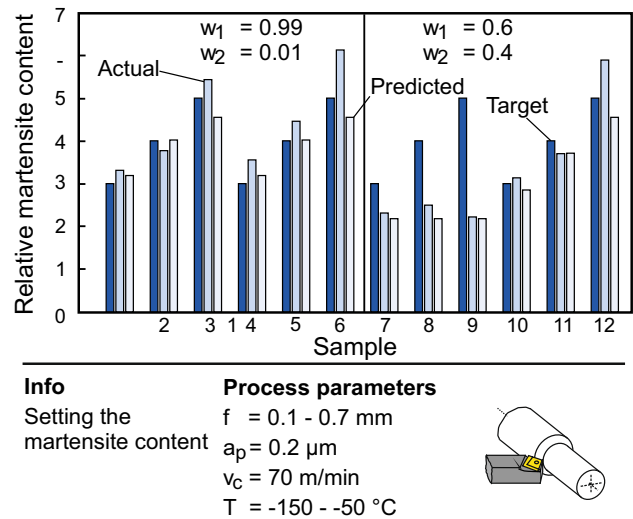 7
-
5
4
3
2
1
0
Relative martensite content
w1 = 0.99
w2 = 0.01
w1 = 0.6
w2 = 0.4
Actual
Predicted
Target
2 3 1 4 5 6 7 8 9 10 11 12
Sample
Info
Setting the
martensite content
Process parameters
f = 0.1 - 0.7 mm
ap = 0.2 µm
vc = 70 m/min
T = -150 - -50 °C